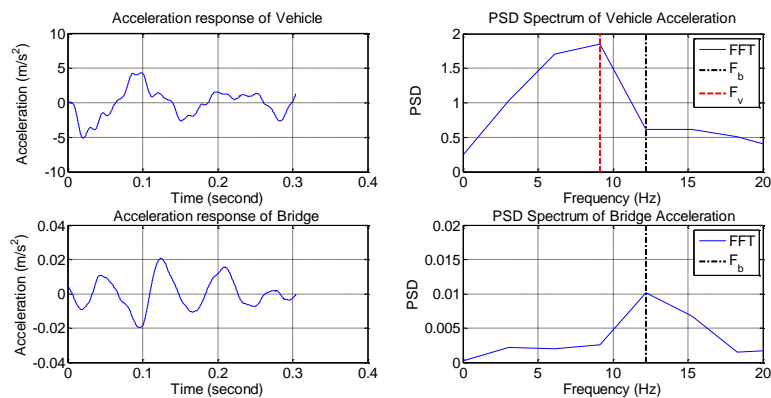 Acceleration response of Vehicle
Acceleration (m/s²)
10
5
0
-5
-10
0 0.1 0.2 0.3 0.4
Time (second)
PSD Spectrum of Vehicle Acceleration
PSD
2
1.5
1
0.5
0
0 5 10 15 20
Frequency (Hz)
FFT
F_b
F_v
Acceleration response of Bridge
Acceleration (m/s²)
0.04
0.02
0
-0.02
-0.04
0 0.1 0.2 0.3 0.4
Time (second)
PSD Spectrum of Bridge Acceleration
PSD
0.02
0.015
0.01
0.005
0
0 5 10 15 20
Frequency (Hz)
FFT
F_b